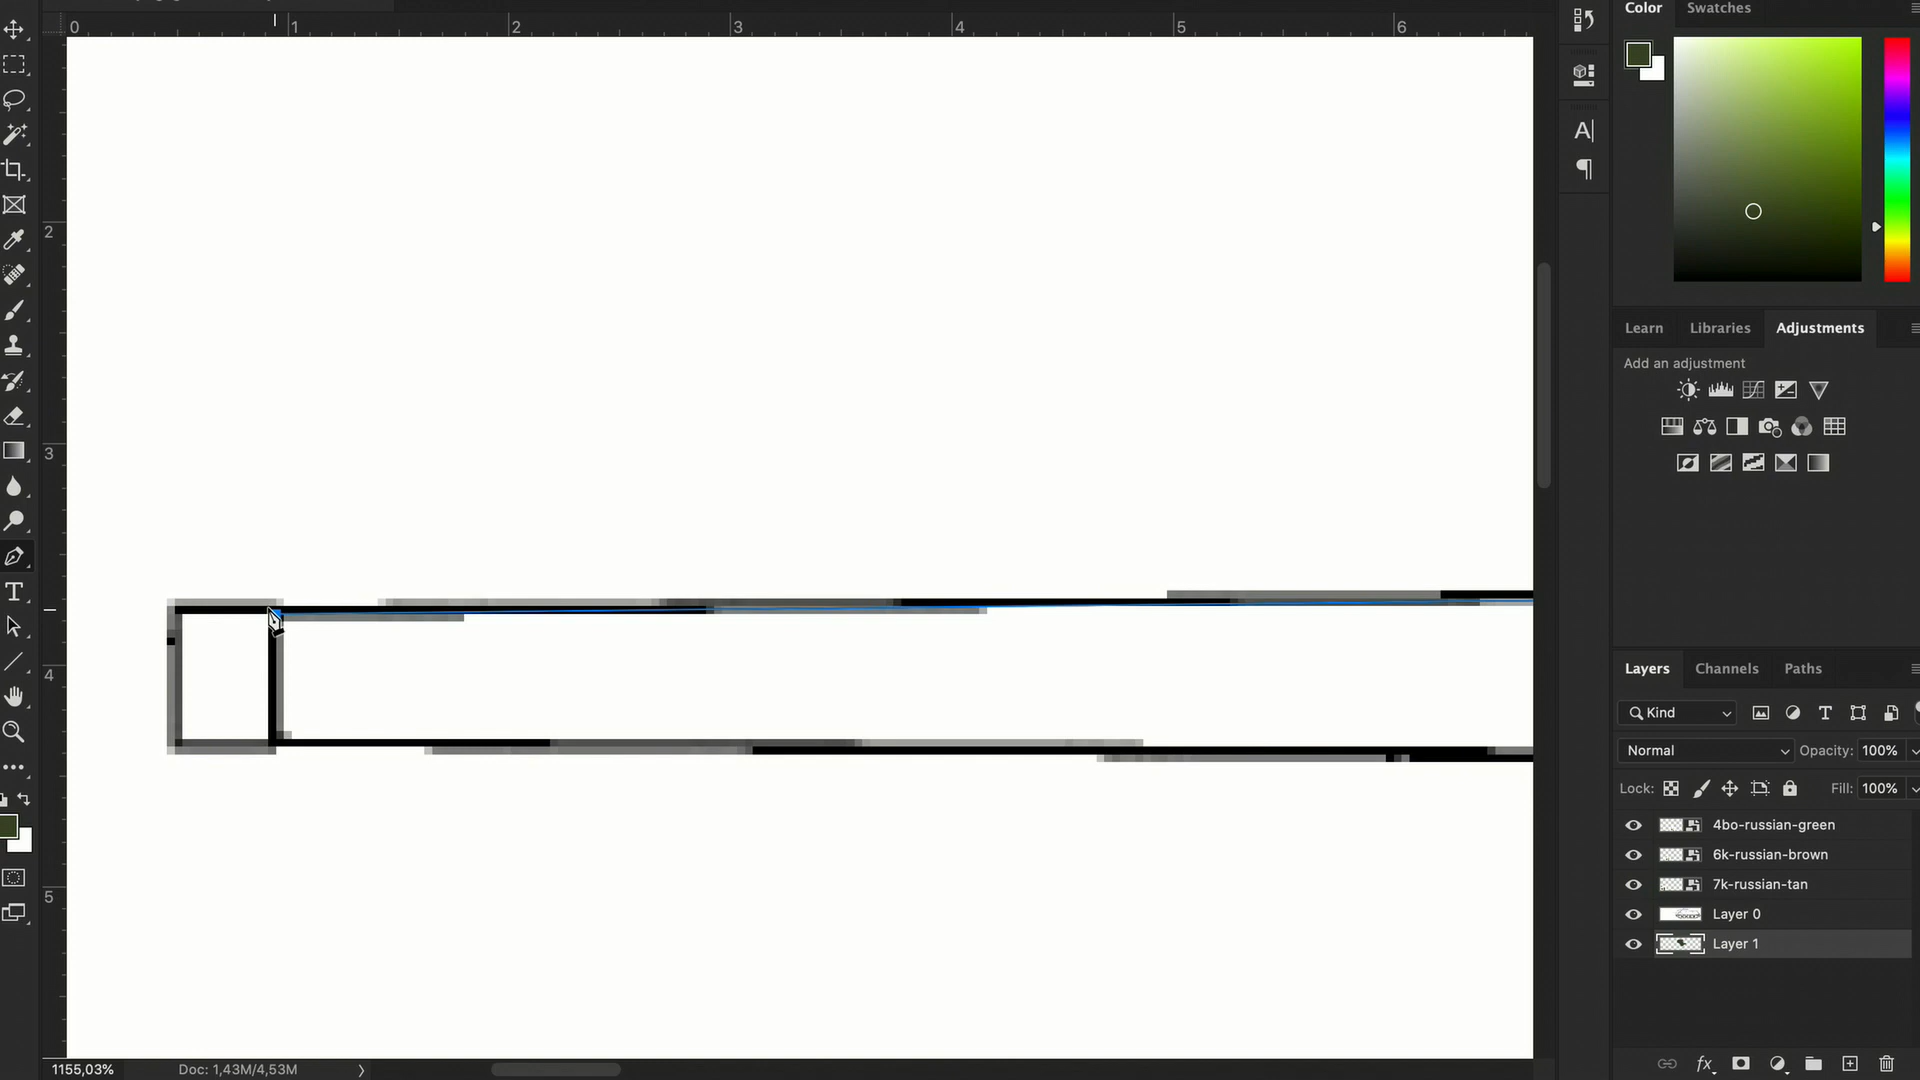 0 1 2 3 4 5 6
2
3
4
5
Color Swatches
Learn Libraries Adjustments
Add an adjustment
Layers Channels Paths
Kind
Normal Opacity: 100%
Lock: Fill: 100%
4bo-russian-green
6k-russian-brown
7k-russian-tan
Layer 0
Layer 1
fx
1155,03% Doc: 1,43M/4,53M